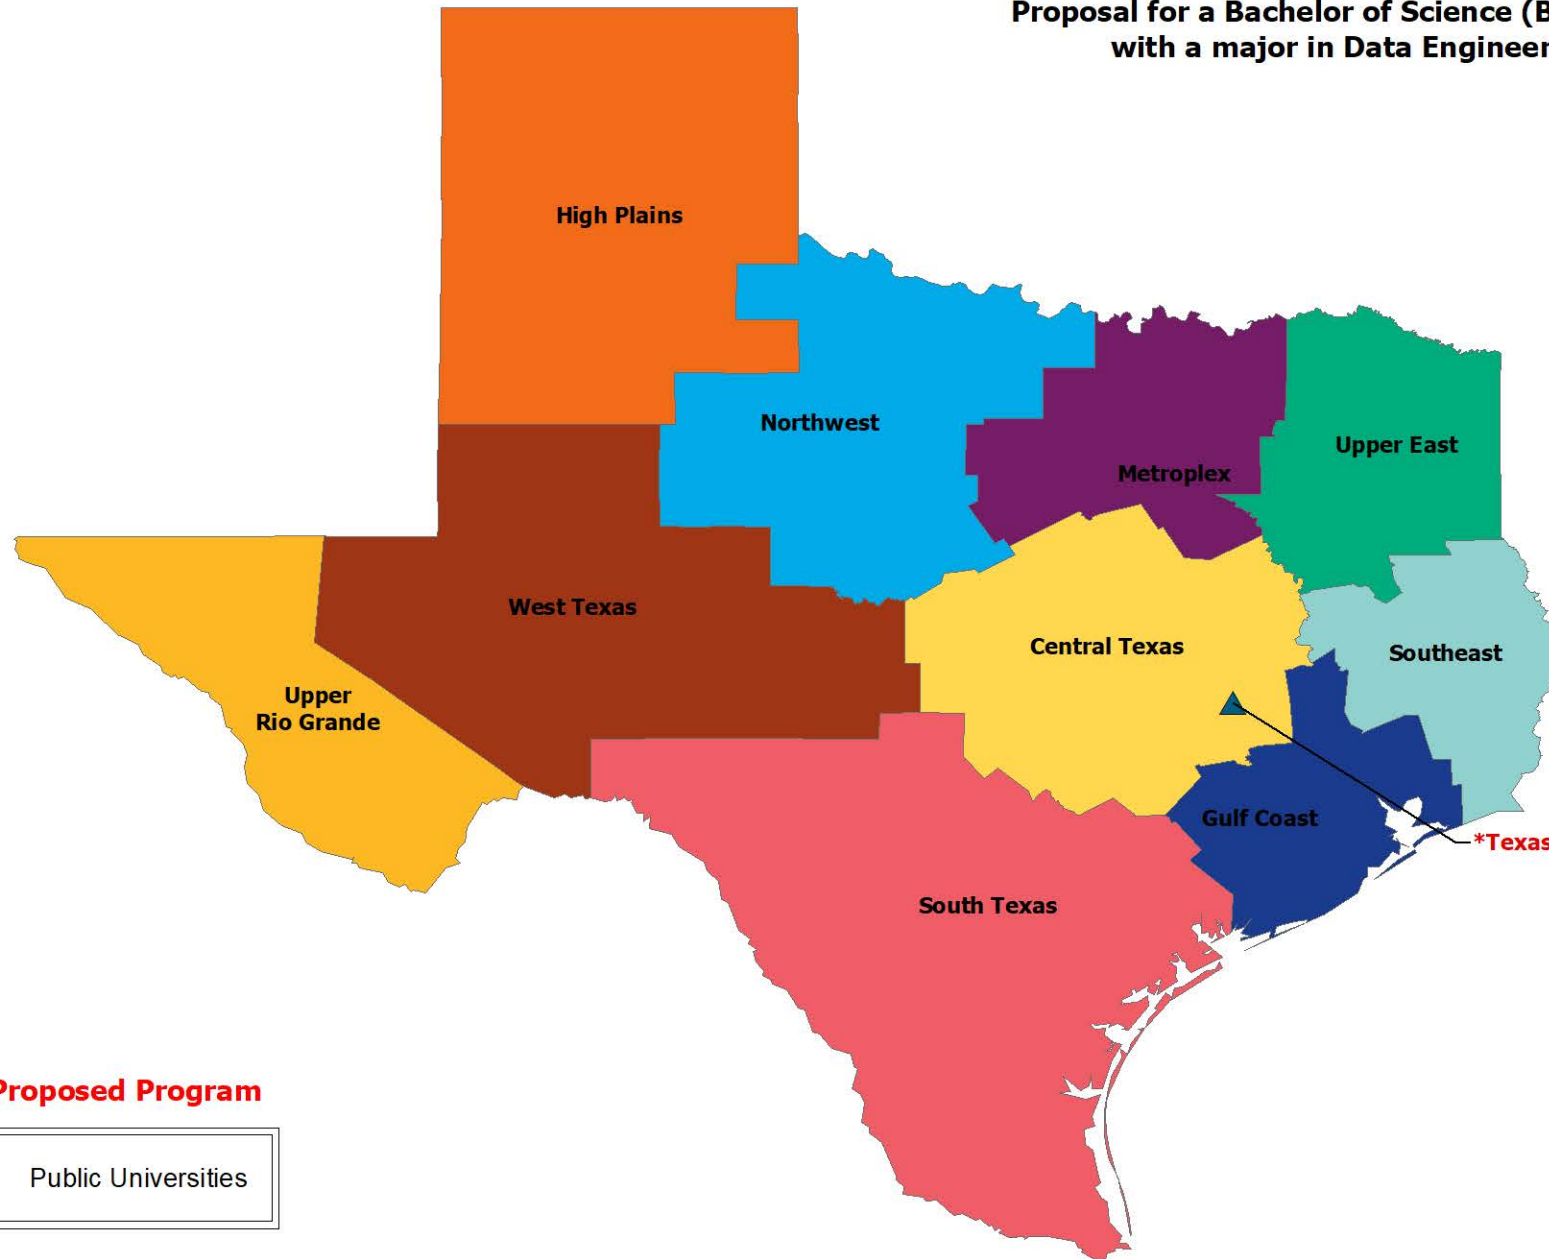 Proposal for a Bachelor of Science (B
with a major in Data Engineer
High Plains
Northwest
Metroplex
Upper East
West Texas
Central Texas
Southeast
Upper
Rio Grande
Gulf Coast
*Texas
South Texas
Proposed Program
Public Universities